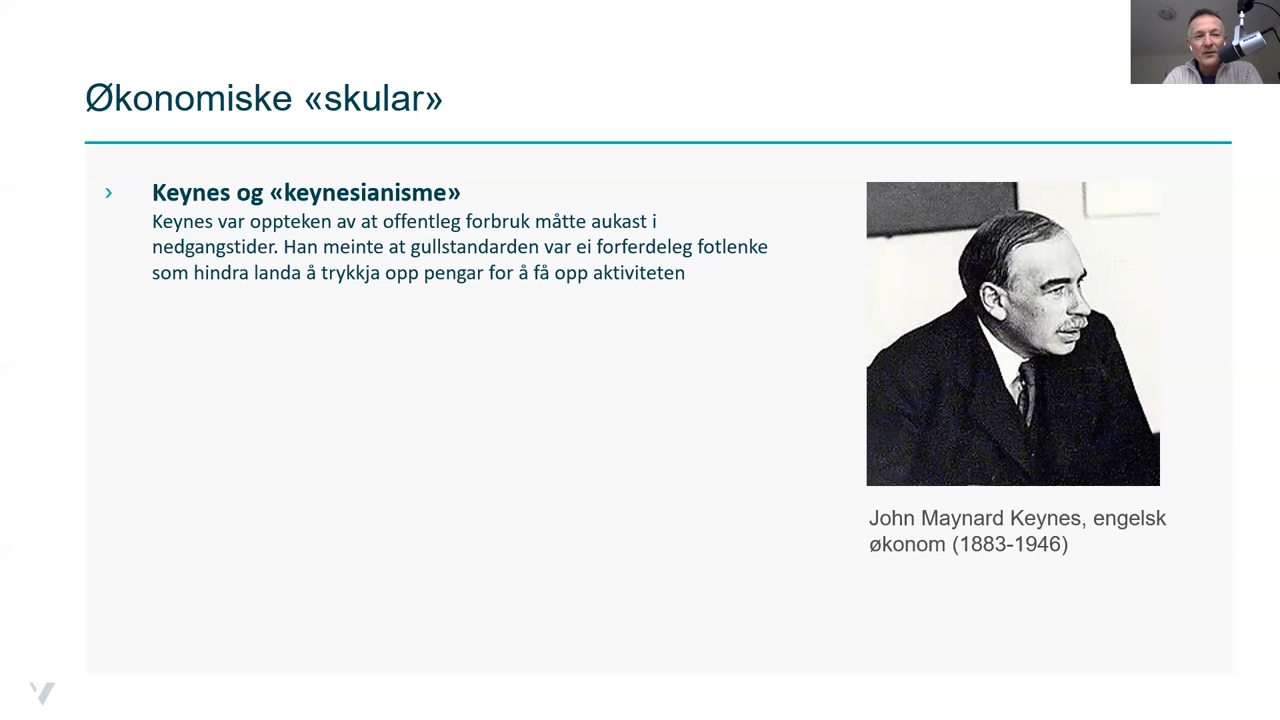 Økonomiske «skular»
› Keynes og «keynesianisme»
Keynes var oppteken av at offentleg forbruk måtte aukast i
nedgangstider. Han meinte at gullstandarden var ei forferdeleg fotlenke
som hindra landa å trykkja opp pengar for å få opp aktiviteten
John Maynard Keynes, engelsk
økonom (1883-1946)